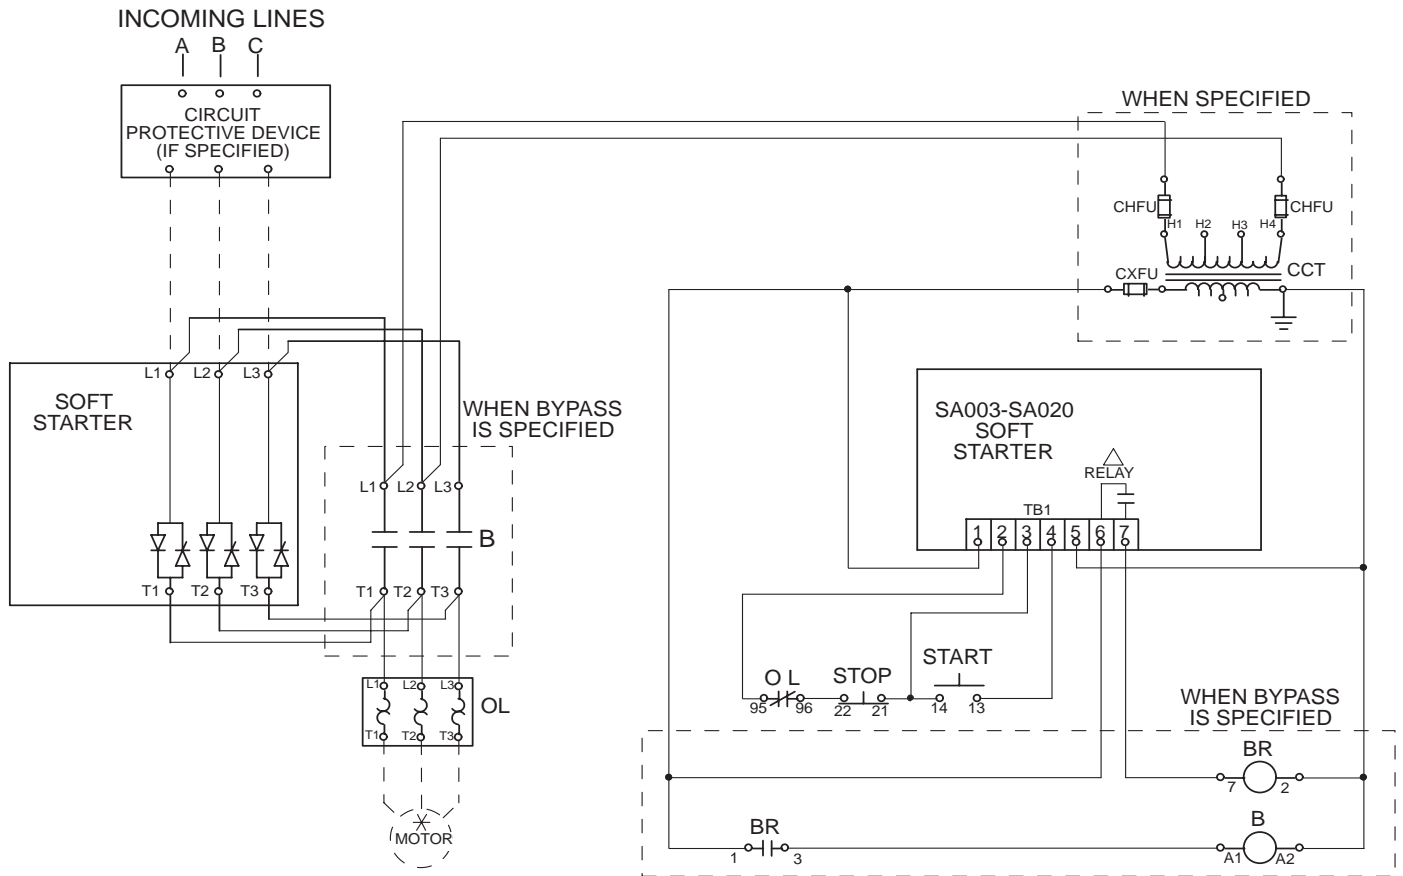 INCOMING LINES
A B C
CIRCUIT
PROTECTIVE DEVICE
(IF SPECIFIED)
WHEN SPECIFIED
CHFU
CHFU
H1 H2 H3 H4
CXFU
CCT
L1 L2 L3
SOFT
STARTER
T1 T2 T3
WHEN BYPASS
IS SPECIFIED
L1 L2 L3
B
T1 T2 T3
L1 L2 L3
OL
T1 T2 T3
MOTOR
SA003-SA020
SOFT
STARTER
RELAY
TB1
1 2 3 4 5 6 7
O L
STOP
START
95 96 22 21 14 13
WHEN BYPASS
IS SPECIFIED
BR
7 2
BR
1 3
B
A1 A2